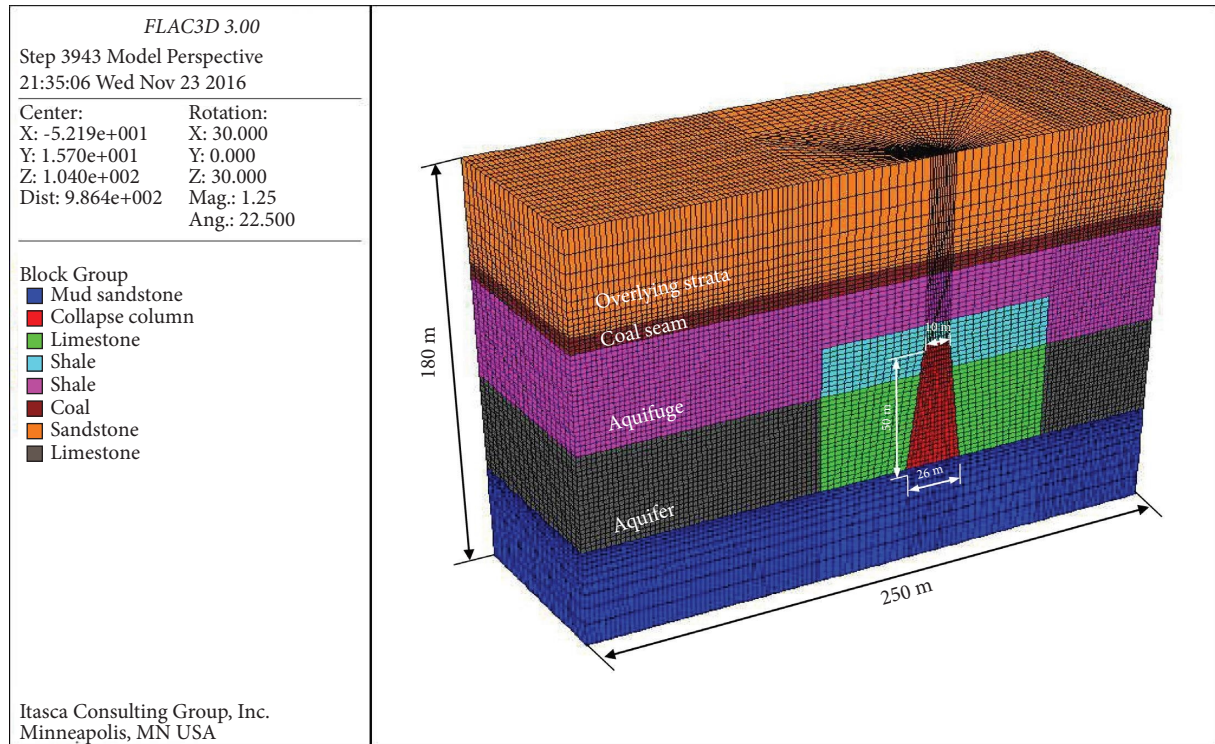 FLAC3D 3.00
Step 3943 Model Perspective
21:35:06 Wed Nov 23 2016
Center:
X: -5.219e+001
Y: 1.570e+001
Z: 1.040e+002
Dist: 9.864e+002
Rotation:
X: 30.000
Y: 0.000
Z: 30.000
Mag.: 1.25
Ang.: 22.500
Block Group
Mud sandstone
Collapse column
Limestone
Shale
Shale
Coal
Sandstone
Limestone
Itasca Consulting Group, Inc.
Minneapolis, MN USA
180 m
Overlying strata
Coal seam
Aquifuge
Aquifer
10 m
50 m
26 m
250 m